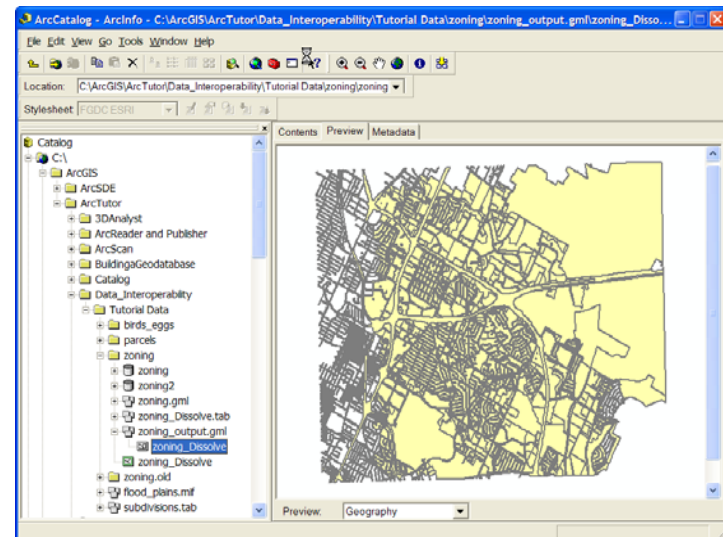 ArcCatalog - ArcInfo - C:\ArcGIS\ArcTutor\Data_Interoperability\Tutorial Data\zoning\zoning_output.gml\zoning_Disso...
File Edit View Go Tools Window Help
Location: C:\ArcGIS\ArcTutor\Data_Interoperability\Tutorial Data\zoning\zoning
Stylesheet: FGDC ESRI
Contents Preview Metadata
Catalog
C:\
ArcGIS
ArcSDE
ArcTutor
3DAnalyst
ArcReader and Publisher
ArcScan
BuildingaGeodatabase
Catalog
Data_Interoperability
Tutorial Data
birds_eggs
parcels
zoning
zoning
zoning2
zoning.gml
zoning_Dissolve.tab
zoning_output.gml
zoning_Dissolve
zoning_Dissolve
zoning.old
flood_plains.mif
subdivisions.tab
Preview: Geography